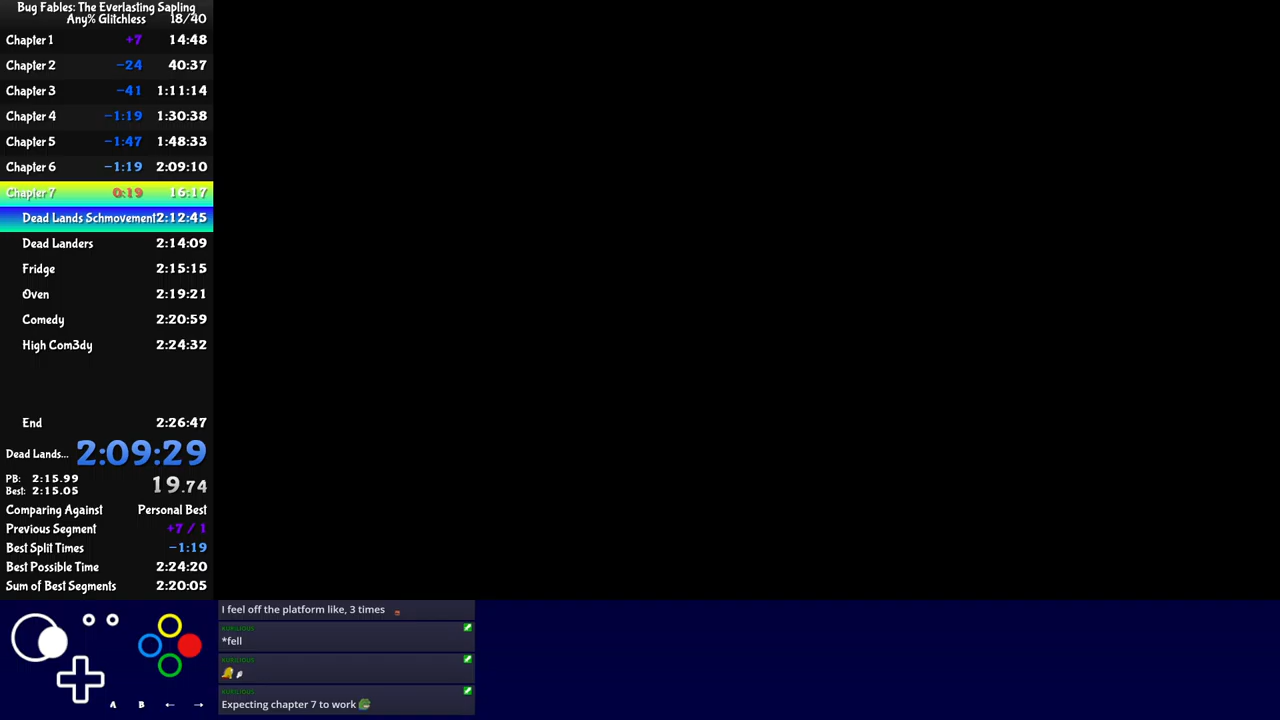 Bug Fables: The Everlasting Sapling
Any% Glitchless 18/40
Chapter 1 +7 14:48
Chapter 2 -24 40:37
Chapter 3 -41 1:11:14
Chapter 4 -1:19 1:30:38
Chapter 5 -1:47 1:48:33
Chapter 6 -1:19 2:09:10
Chapter 7 0:19 16:17
Dead Lands Schmovement 2:12:45
Dead Landers 2:14:09
Fridge 2:15:15
Oven 2:19:21
Comedy 2:20:59
High Com3dy 2:24:32
End 2:26:47
Dead Lands... 2:09:29
PB: 2:15.99
Best: 2:15.05
19.74
Comparing Against Personal Best
Previous Segment +7 / 1
Best Split Times -1:19
Best Possible Time 2:24:20
Sum of Best Segments 2:20:05
A B ← →
I feel off the platform like, 3 times
*fell
Expecting chapter 7 to work